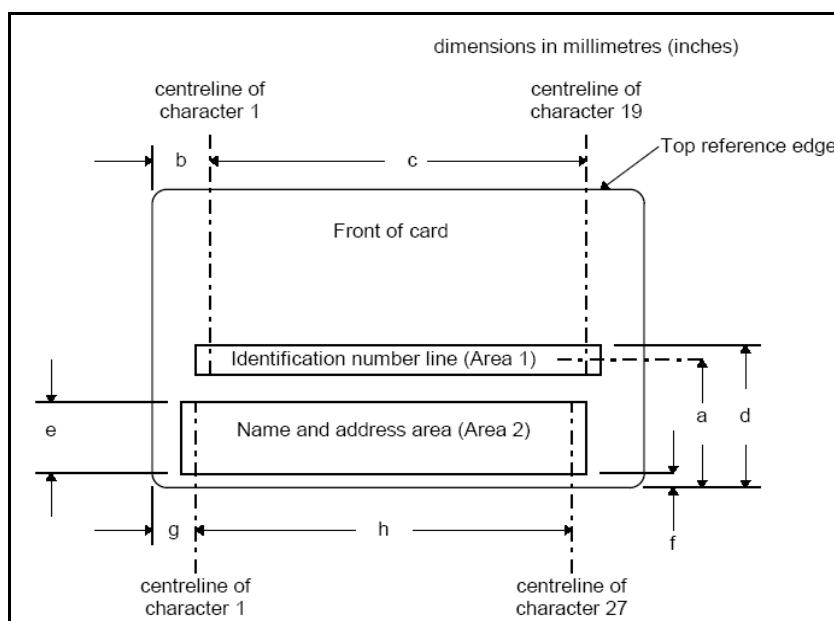 dimensions in millimetres (inches)
centreline of
character 1
centreline of
character 19
b
c
Top reference edge
Front of card
Identification number line (Area 1)
a
d
e
Name and address area (Area 2)
g
h
f
centreline of
character 1
centreline of
character 27